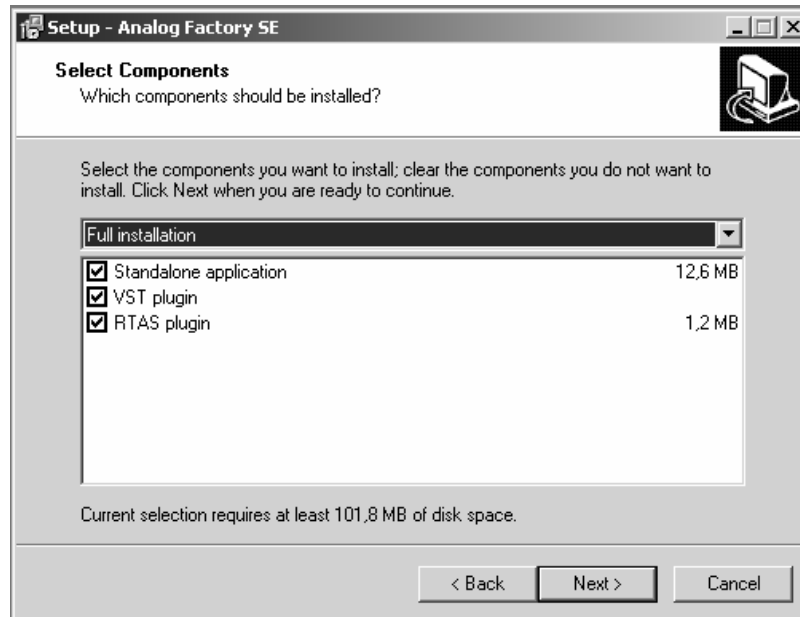 Setup - Analog Factory SE
Select Components
Which components should be installed?
Select the components you want to install; clear the components you do not want to
install. Click Next when you are ready to continue.
Full installation
Standalone application 12,6 MB
VST plugin
RTAS plugin 1,2 MB
Current selection requires at least 101,8 MB of disk space.
< Back Next > Cancel